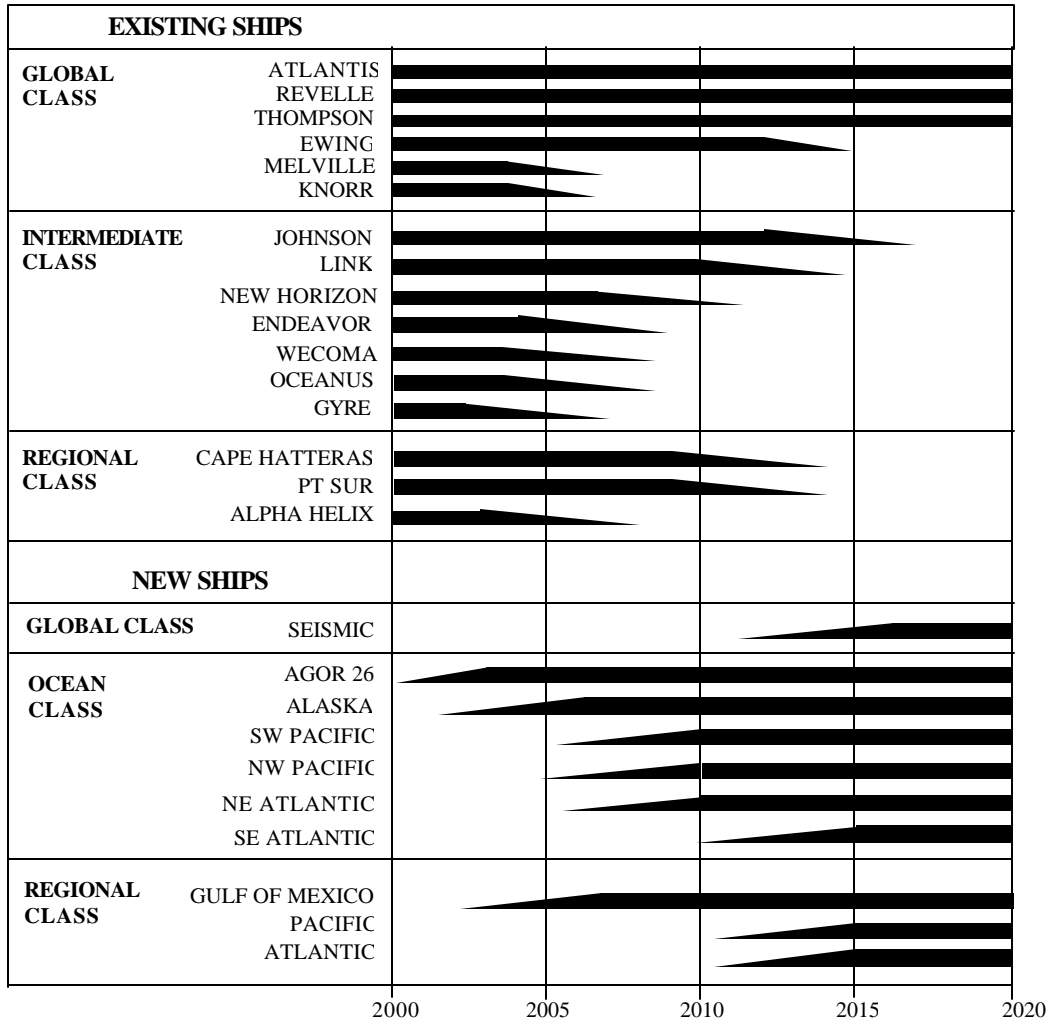 EXISTING SHIPS
GLOBAL
CLASS
ATLANTIS
REVELLE
THOMPSON
EWING
MELVILLE
KNORR
INTERMEDIATE
CLASS
JOHNSON
LINK
NEW HORIZON
ENDEAVOR
WECOMA
OCEANUS
GYRE
REGIONAL
CLASS
CAPE HATTERAS
PT SUR
ALPHA HELIX
NEW SHIPS
GLOBAL CLASS
SEISMIC
OCEAN
CLASS
AGOR 26
ALASKA
SW PACIFIC
NW PACIFIC
NE ATLANTIC
SE ATLANTIC
REGIONAL
CLASS
GULF OF MEXICO
PACIFIC
ATLANTIC
2000 2005 2010 2015 2020